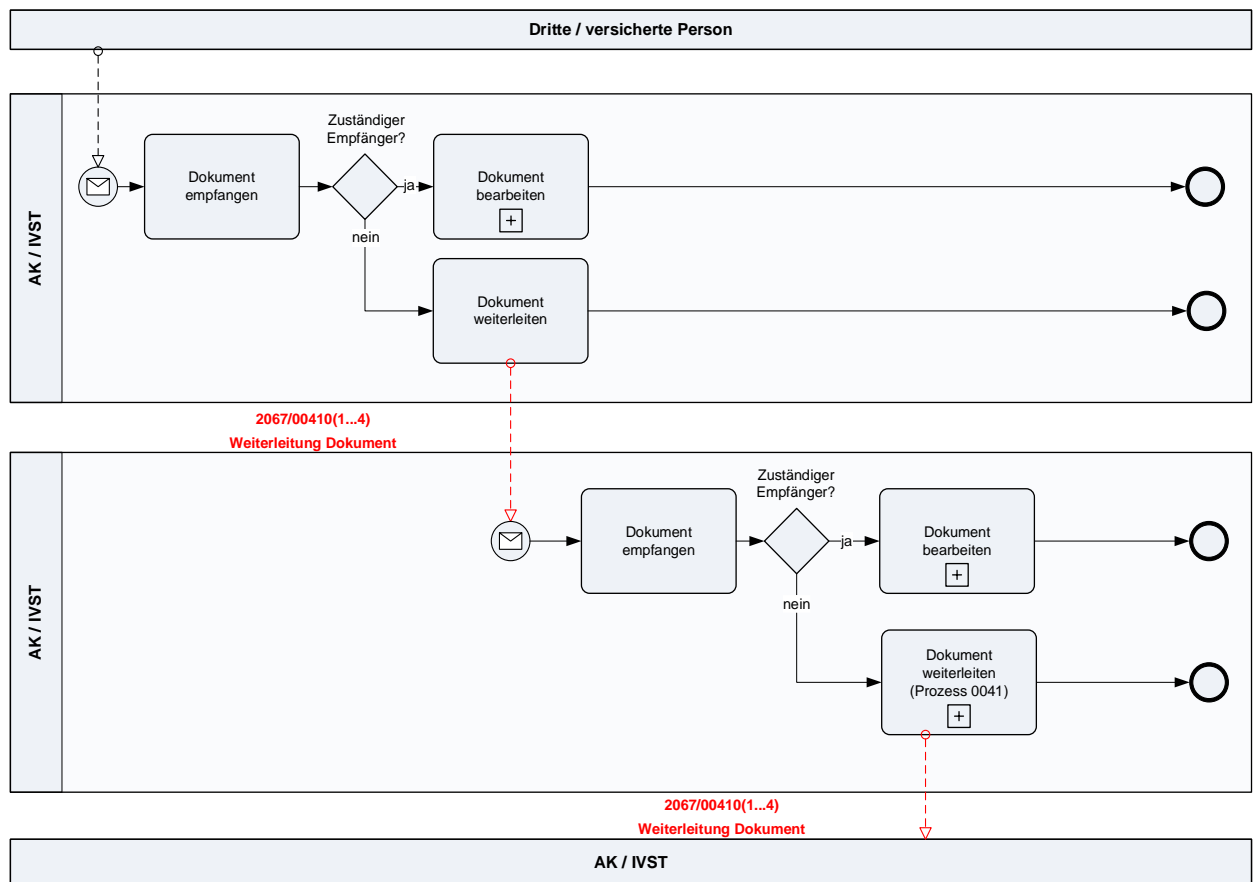 Dritte / versicherte Person
AK / IVST
Zuständiger
Empfänger?
Dokument
empfangen
ja
Dokument
bearbeiten
nein
Dokument
weiterleiten
2067/00410(1...4)
Weiterleitung Dokument
AK / IVST
Zuständiger
Empfänger?
Dokument
empfangen
ja
Dokument
bearbeiten
nein
Dokument
weiterleiten
(Prozess 0041)
2067/00410(1...4)
Weiterleitung Dokument
AK / IVST